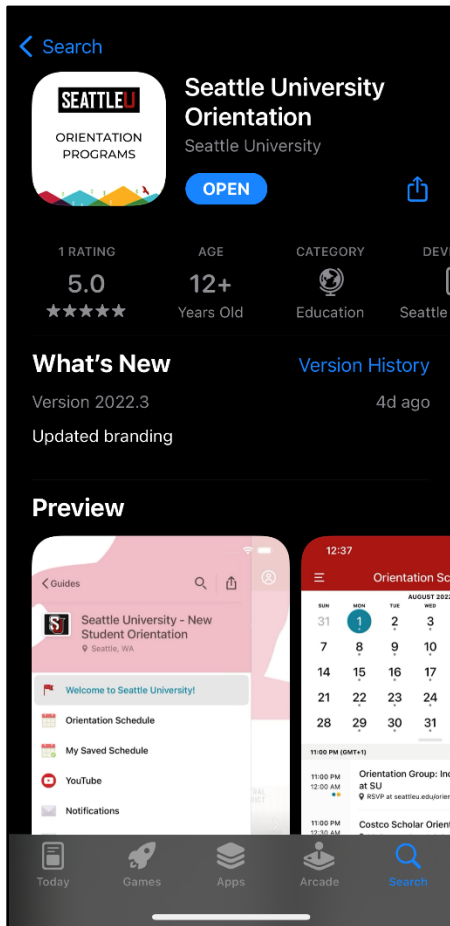 Search
SEATTLEU
ORIENTATION
PROGRAMS
Seattle University
Orientation
Seattle University
OPEN
1 RATING
5.0
AGE
12+
Years Old
CATEGORY
Education
DEV
Seattle
What's New
Version History
Version 2022.3
4d ago
Updated branding
Preview
Guides
Seattle University - New
Student Orientation
Seattle, WA
Welcome to Seattle University!
Orientation Schedule
My Saved Schedule
YouTube
Notifications
12:37
Orientation Sc
AUGUST 2022
SUN MON TUE WED
31 1 2 3
7 8 9 10
14 15 16 17
21 22 23 24
28 29 30 31
11:00 PM (GMT+1)
11:00 PM
12:00 AM
Orientation Group: Inc
at SU
RSVP at seattleu.edu/orien
11:00 PM
12:30 AM
Costco Scholar Orient
Today
Games
Apps
Arcade
Search